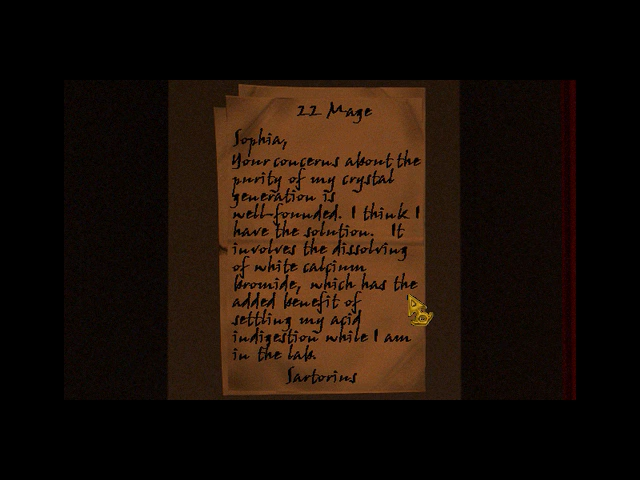 22 Mage
Sophia,
Your concerns about the
purity of my crystal
generation is
well-founded. I think I
have the solution. It
involves the dissolving
of white calcium
bromide, which has the
added benefit of
settling my acid
indigestion while I am
in the lab.
Sartorius